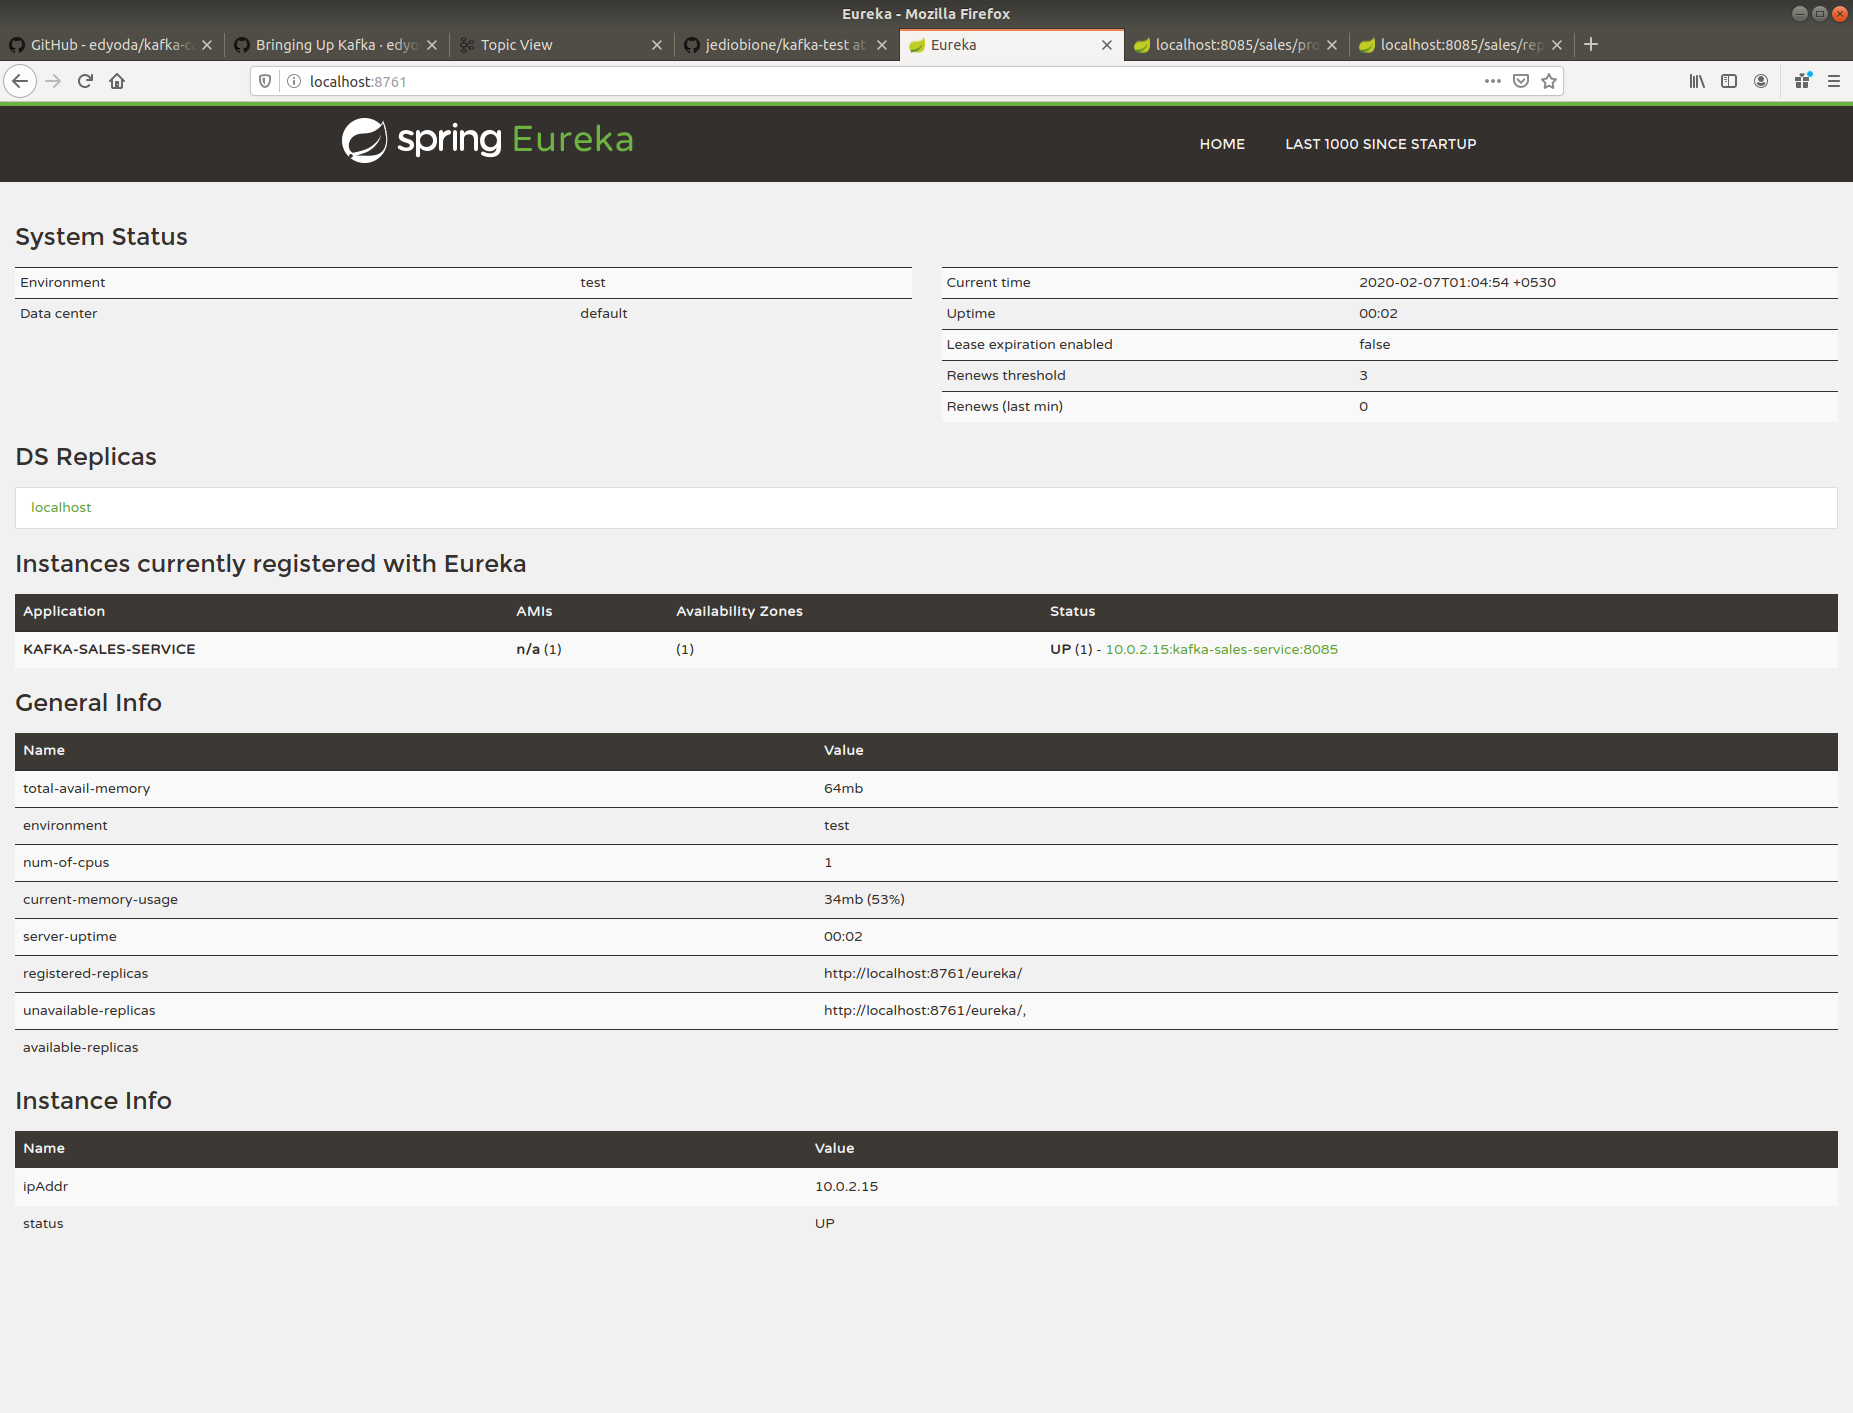 Eureka - Mozilla Firefox
GitHub - edyoda/kafka-ca
Bringing Up Kafka · edyo
Topic View
jediobione/kafka-test at
Eureka
localhost:8085/sales/pro
localhost:8085/sales/rep
localhost:8761
spring Eureka
HOME
LAST 1000 SINCE STARTUP
System Status
Environment test
Data center default
Current time 2020-02-07T01:04:54 +0530
Uptime 00:02
Lease expiration enabled false
Renews threshold 3
Renews (last min) 0
DS Replicas
localhost
Instances currently registered with Eureka
Application AMIs Availability Zones Status
KAFKA-SALES-SERVICE n/a (1) (1) UP (1) - 10.0.2.15:kafka-sales-service:8085
General Info
Name Value
total-avail-memory 64mb
environment test
num-of-cpus 1
current-memory-usage 34mb (53%)
server-uptime 00:02
registered-replicas http://localhost:8761/eureka/
unavailable-replicas http://localhost:8761/eureka/,
available-replicas
Instance Info
Name Value
ipAddr 10.0.2.15
status UP